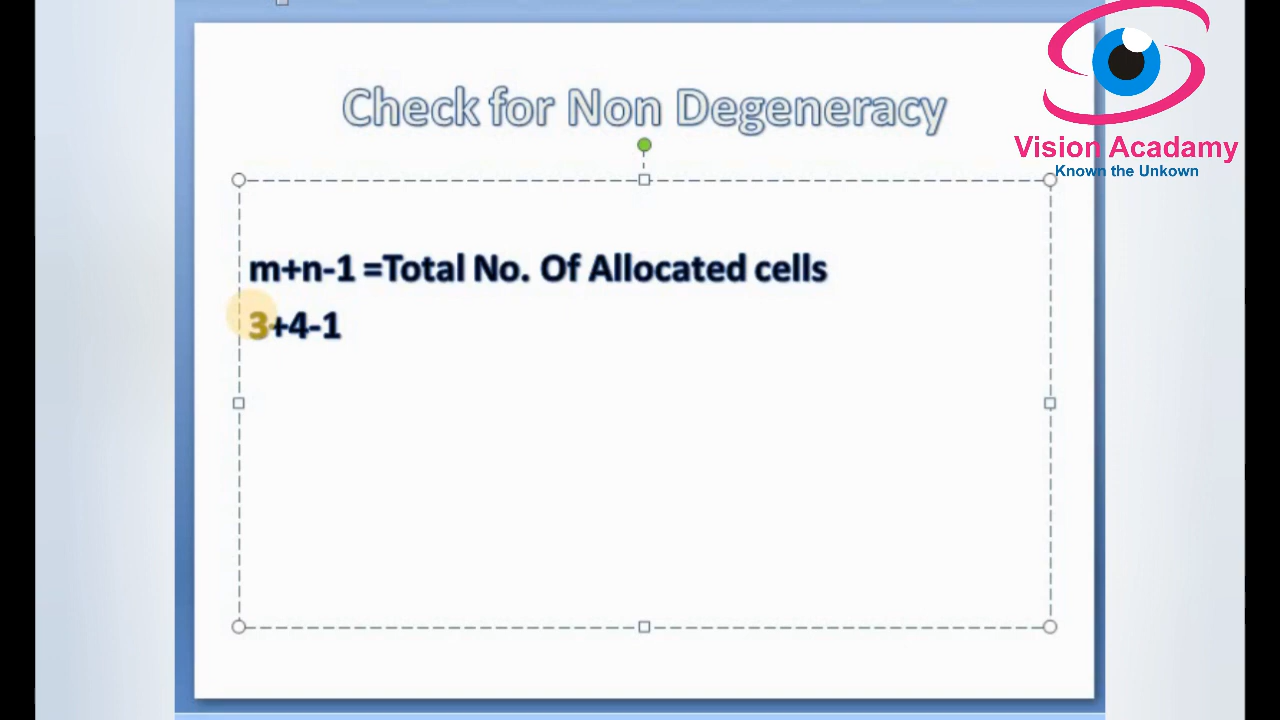 Check for Non Degeneracy
Vision Acadamy
Known the Unkown
m+n-1 =Total No. Of Allocated cells
3+4-1